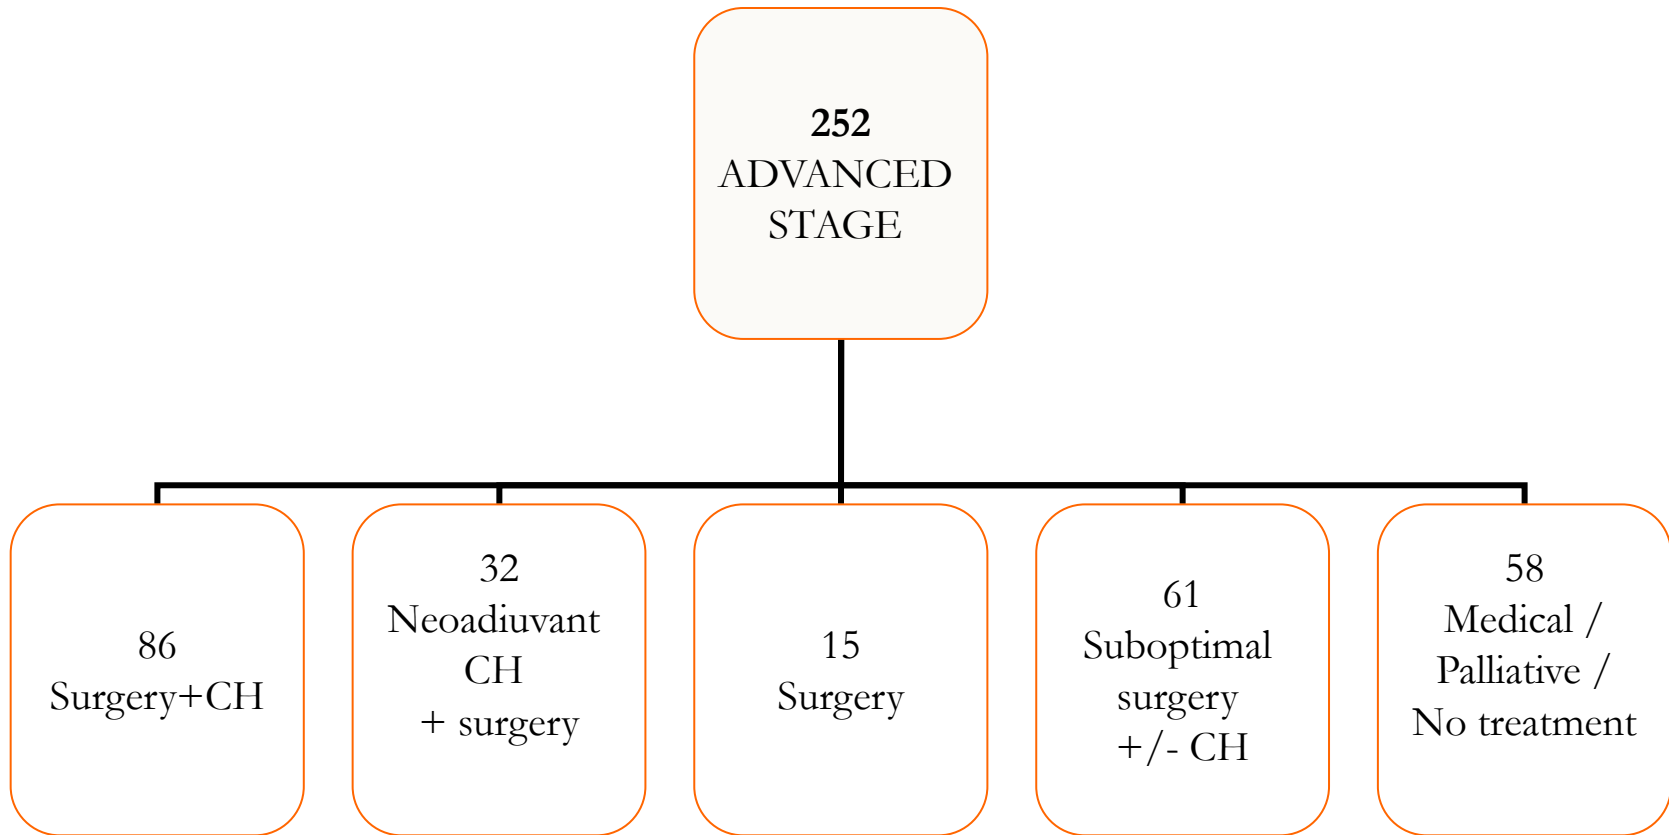 252
ADVANCED
STAGE
86
Surgery+CH
32
Neoadiuvant
CH
+ surgery
15
Surgery
61
Suboptimal
surgery
+/- CH
58
Medical /
Palliative /
No treatment